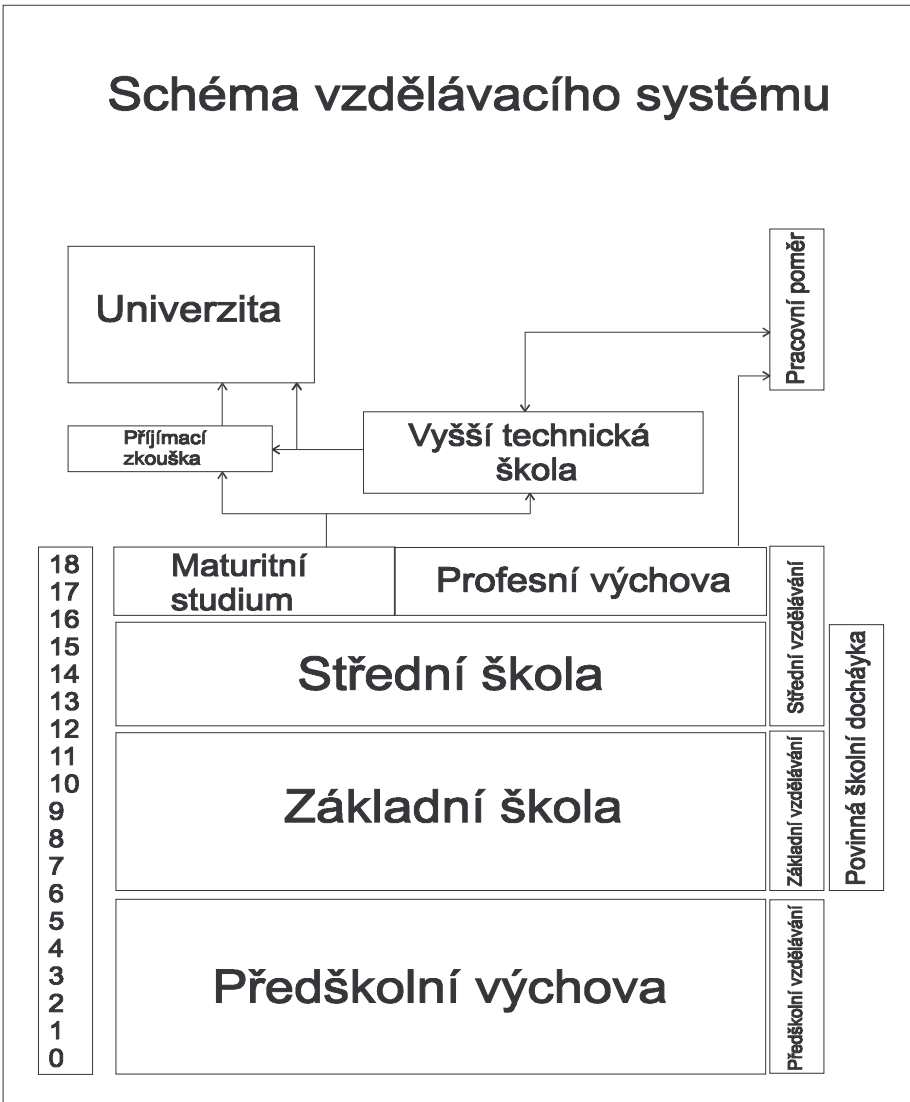 Schéma vzdělávacího systému
Univerzita
Pracovní poměr
Příjímací
zkouška
Vyšší technická
škola
18
17
16
15
14
13
12
11
10
9
8
7
6
5
4
3
2
1
0
Maturitní
studium
Profesní výchova
Střední škola
Základní škola
Předškolní výchova
Střední vzdělávání
Základní vzdělávání
Předškolní vzdělávání
Povinná školní docháyka